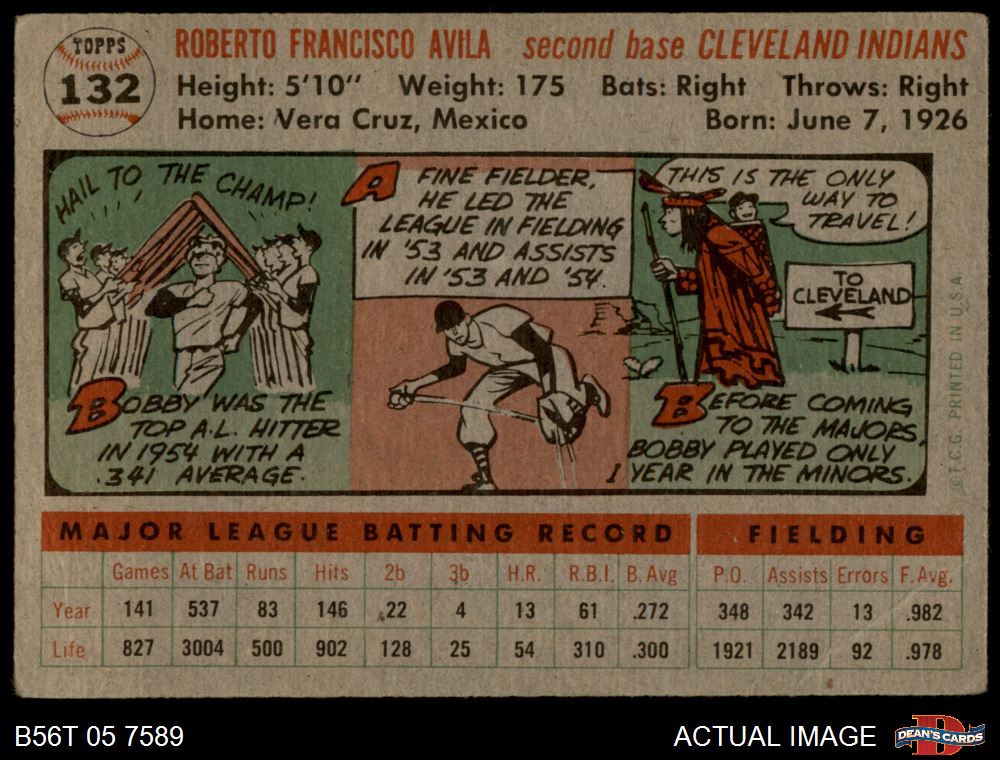 TOPPS
132
ROBERTO FRANCISCO AVILA second base CLEVELAND INDIANS
Height: 5'10" Weight: 175 Bats: Right Throws: Right
Home: Vera Cruz, Mexico Born: June 7, 1926
HAIL TO THE CHAMP!
BOBBY WAS THE
TOP A.L. HITTER
IN 1954 WITH A
.341 AVERAGE.
A FINE FIELDER,
HE LED THE
LEAGUE IN FIELDING
IN '53 AND ASSISTS
IN '53 AND '54.
THIS IS THE ONLY
WAY TO
TRAVEL!
TO
CLEVELAND
BEFORE COMING
TO THE MAJORS,
BOBBY PLAYED ONLY
1 YEAR IN THE MINORS.
© T.C.G. PRINTED IN U.S.A.
MAJOR LEAGUE BATTING RECORD FIELDING
Games At Bat Runs Hits 2b 3b H.R. R.B.I. B. Avg P.O. Assists Errors F. Avg.
Year 141 537 83 146 22 4 13 61 .272 348 342 13 .982
Life 827 3004 500 902 128 25 54 310 .300 1921 2189 92 .978
B56T 05 7589 ACTUAL IMAGE
DEAN'S CARDS